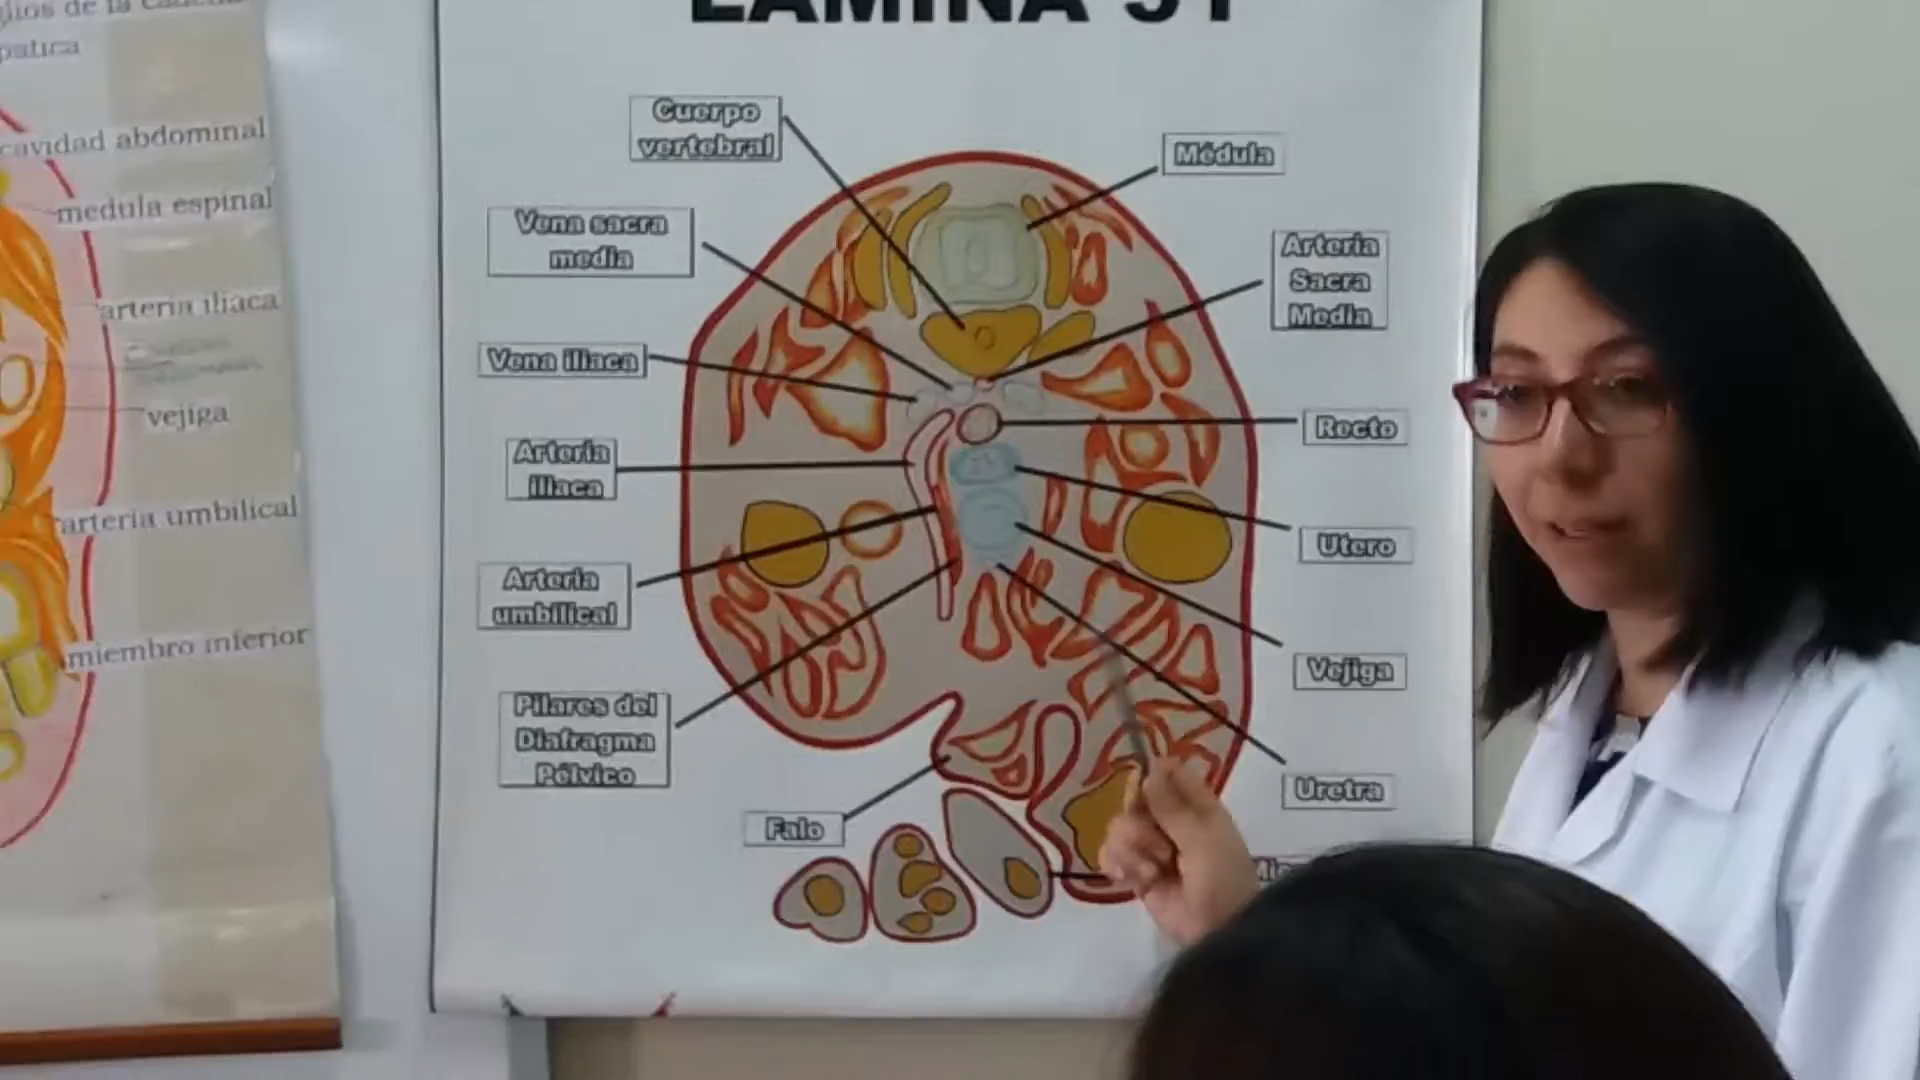 LAMINA 51
Cuerpo
vertebral
Médula
Vena sacra
media
Arteria
Sacra
Media
Vena iliaca
Recto
Arteria
iliaca
Utero
Arteria
umbilical
Vejiga
Pilares del
Diafragma
Pélvico
Uretra
Falo
cavidad abdominal
medula espinal
arteria iliaca
vejiga
arteria umbilical
miembro inferior